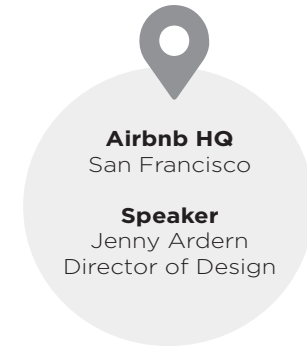 Airbnb HQ
San Francisco
Speaker
Jenny Ardern
Director of Design